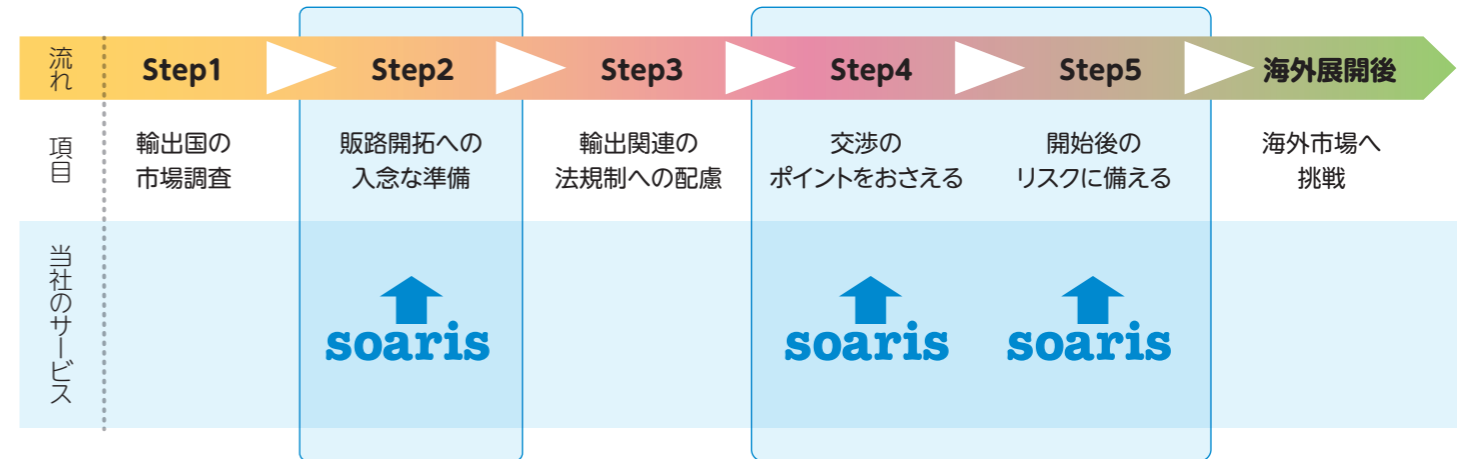 流れ
Step1
Step2
Step3
Step4
Step5
海外展開後
項目
輸出国の
市場調査
販路開拓への
入念な準備
輸出関連の
法規制への配慮
交渉の
ポイントをおさえる
開始後の
リスクに備える
海外市場へ
挑戦
当社のサービス
soaris
soaris
soaris